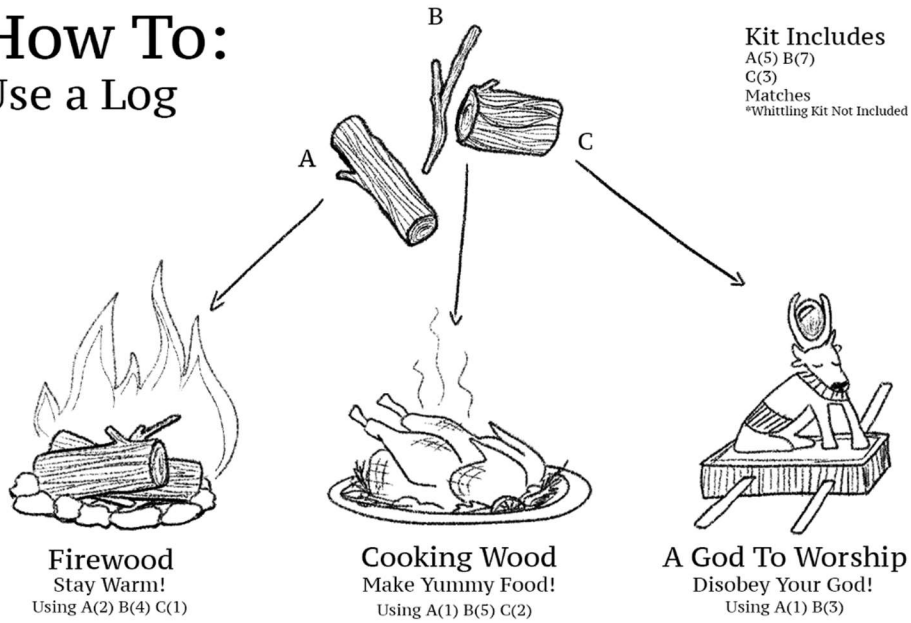 How To:
Use a Log
B
Kit Includes
A(5) B(7)
C(3)
Matches
*Whittling Kit Not Included
A
C
Firewood
Stay Warm!
Using A(2) B(4) C(1)
Cooking Wood
Make Yummy Food!
Using A(1) B(5) C(2)
A God To Worship
Disobey Your God!
Using A(1) B(3)